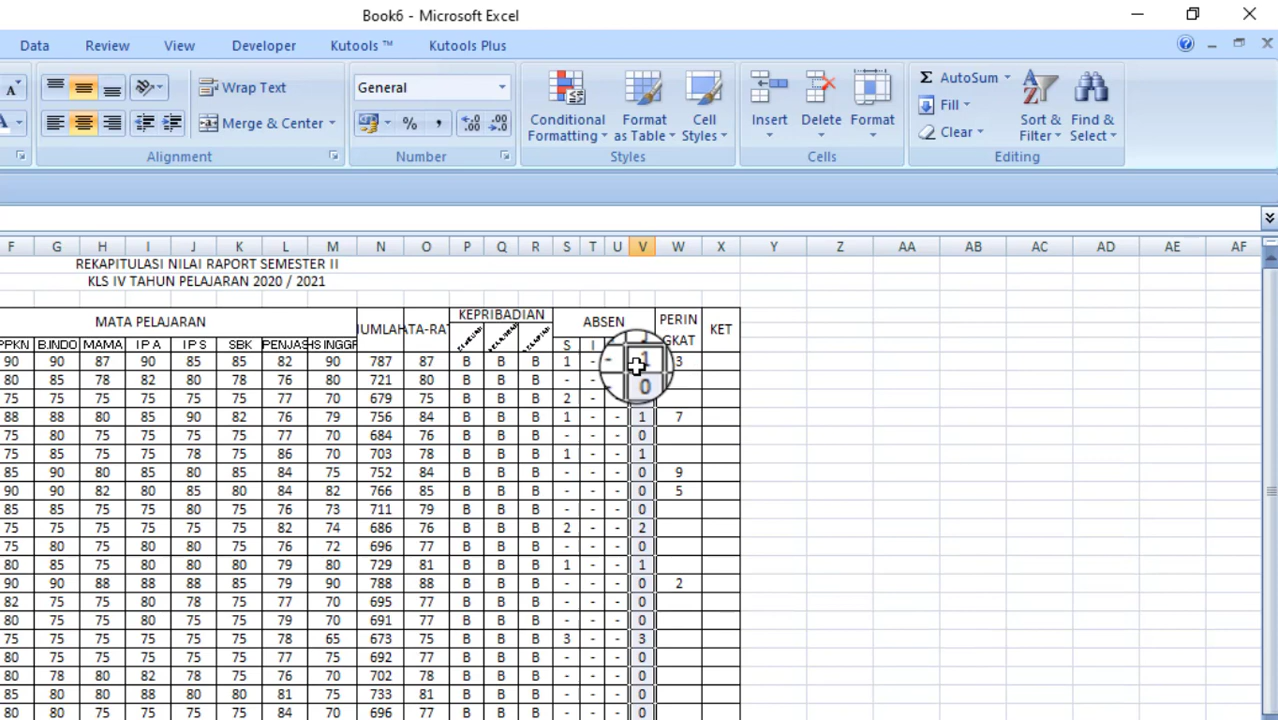 Book6 - Microsoft Excel
Data Review View Developer Kutools ™ Kutools Plus
Wrap Text General Σ AutoSum
Merge & Center % , Conditional Formatting Format as Table Cell Styles Insert Delete Format Fill Clear Sort & Filter Find & Select
Alignment Number Styles Cells Editing
F G H I J K L M N O P Q R S T U V W X Y Z AA AB AC AD AE AF
REKAPITULASI NILAI RAPORT SEMESTER II
KLS IV TAHUN PELAJARAN 2020 / 2021
MATA PELAJARAN UMLAH ATA-RAT KEPRIBADIAN ABSEN PERIN GKAT KET
PPKN B.INDO MAMA I P A I P S SBK PENJAS HS INGGR S I
90 90 87 90 85 85 82 90 787 87 B B B 1 - - 1 3
80 85 78 82 80 78 76 80 721 80 B B B - - - 0
75 75 75 75 75 75 77 70 679 75 B B B 2 -
88 88 80 85 90 82 76 79 756 84 B B B 1 - - 1 7
75 80 75 75 75 75 77 70 684 76 B B B - - - 0
75 85 75 75 78 75 86 70 703 78 B B B 1 - - 1
85 90 80 85 80 85 84 75 752 84 B B B - - - 0 9
90 90 82 80 85 80 84 82 766 85 B B B - - - 0 5
85 85 75 75 80 75 76 73 711 79 B B B - - - 0
75 75 75 75 75 75 82 74 686 76 B B B 2 - - 2
75 80 75 80 80 75 76 72 696 77 B B B - - - 0
80 85 75 80 80 75 79 80 729 81 B B B 1 - - 1
90 90 88 88 88 85 79 90 788 88 B B B - - - 0 2
82 75 75 80 78 75 77 70 695 77 B B B - - - 0
80 75 75 80 75 75 79 70 691 77 B B B - - - 0
75 75 75 75 75 75 78 65 673 75 B B B 3 - - 3
80 75 75 75 75 75 77 75 692 77 B B B - - - 0
80 78 80 82 78 75 76 70 702 78 B B B - - - 0
85 80 80 88 80 80 81 75 733 81 B B B - - - 0
80 80 75 75 75 75 84 70 696 77 B B B - - - 0